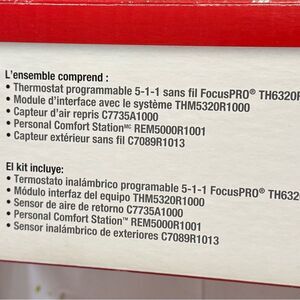 L'ensemble comprend :
• Thermostat programmable 5-1-1 sans fil FocusPRO® TH6320R
• Module d'interface avec le système THM5320R1000
• Capteur d'air repris C7735A1000
• Personal Comfort Stationᴹᶜ REM5000R1001
• Capteur extérieur sans fil C7089R1013
El kit incluye:
• Termostato inalámbrico programable 5-1-1 FocusPRO® TH632
• Módulo interfaz del equipo THM5320R1000
• Sensor de aire de retorno C7735A1000
• Personal Comfort Station™ REM5000R1001
• Sensor inalámbrico de exteriores C7089R1013